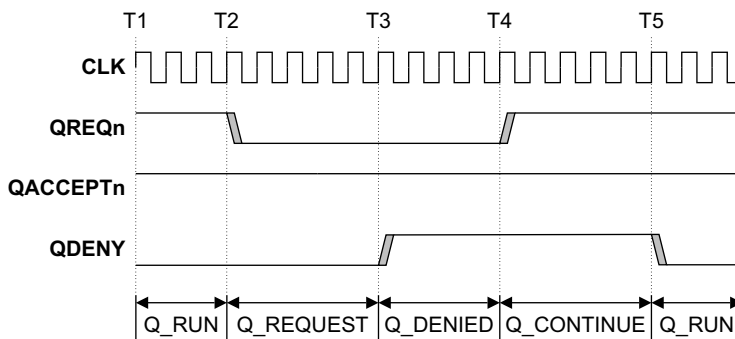 T1 T2 T3 T4 T5
CLK
QREQn
QACCEPTn
QDENY
Q_RUN Q_REQUEST Q_DENIED Q_CONTINUE Q_RUN